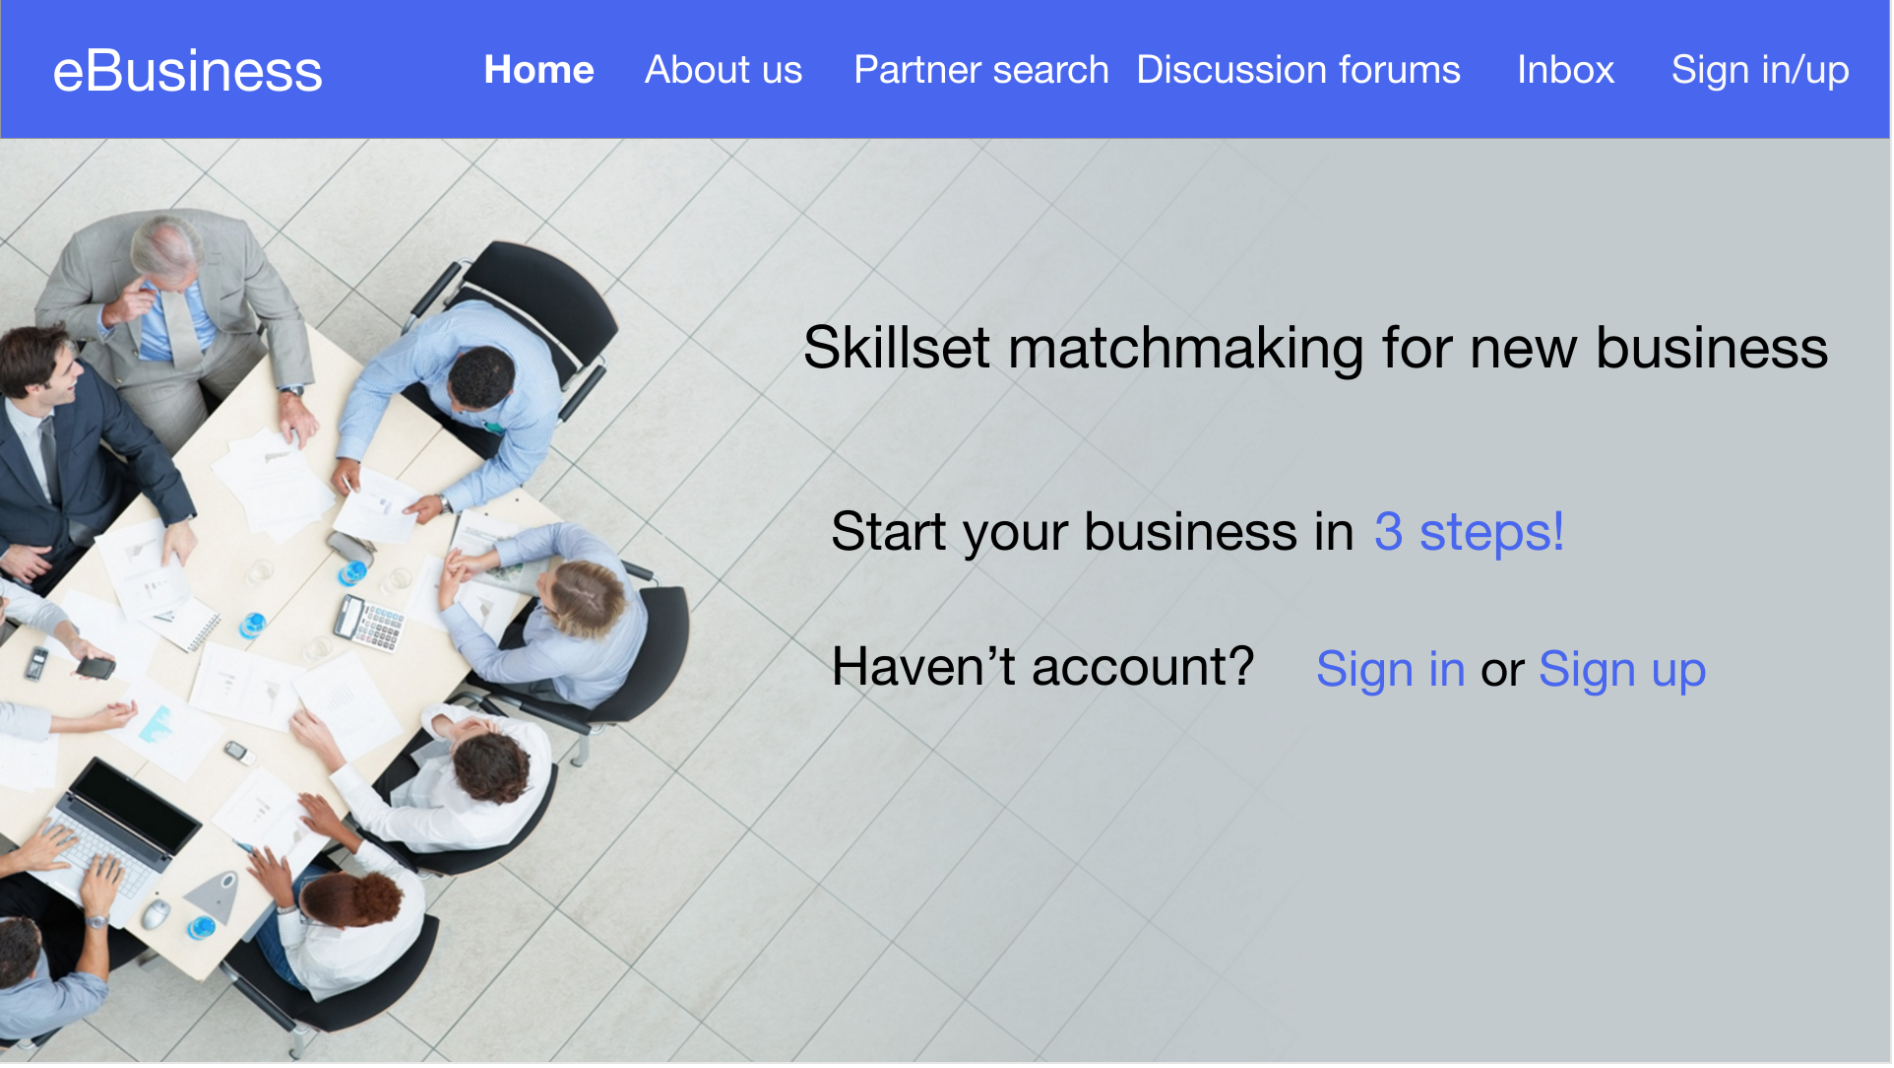 eBusiness Home About us Partner search Discussion forums Inbox Sign in/up
Skillset matchmaking for new business
Start your business in 3 steps!
Haven’t account? Sign in or Sign up